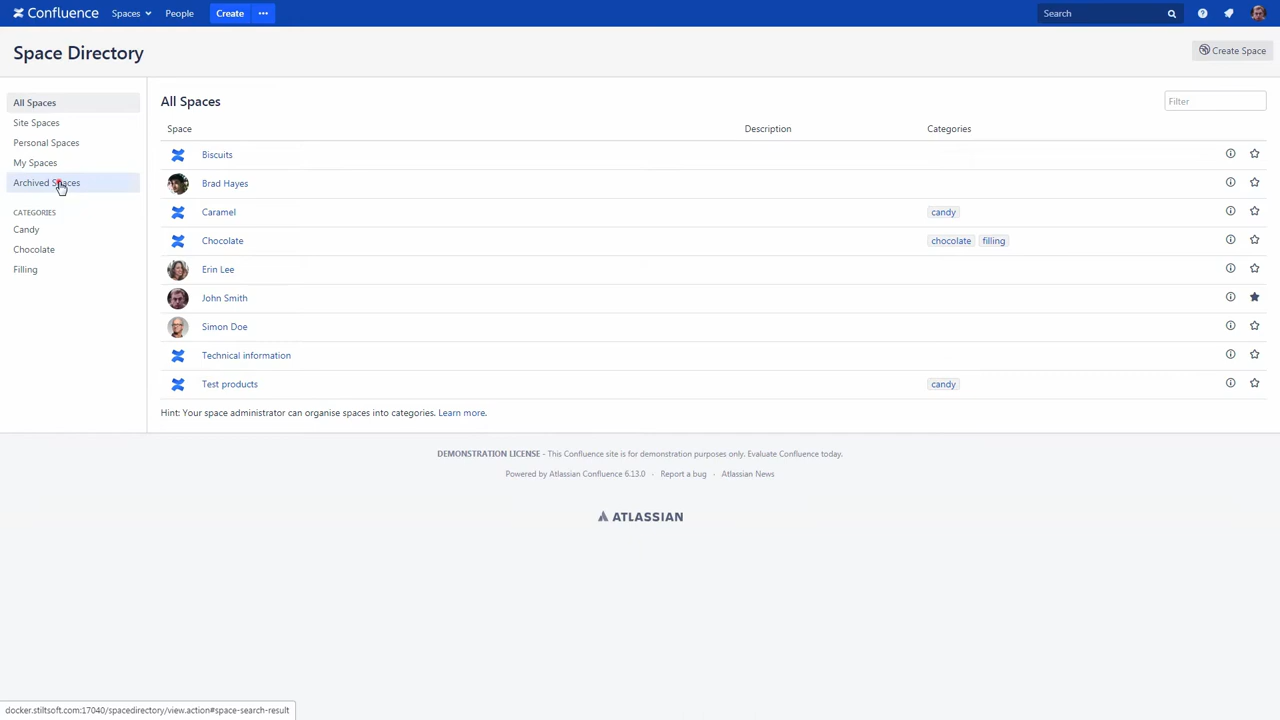 Confluence Spaces People Create ··· Search
Space Directory
Create Space
All Spaces
Site Spaces
Personal Spaces
My Spaces
Archived Spaces
CATEGORIES
Candy
Chocolate
Filling
All Spaces
Filter
Space Description Categories
Biscuits
Brad Hayes
Caramel candy
Chocolate chocolate filling
Erin Lee
John Smith
Simon Doe
Technical information
Test products candy
Hint: Your space administrator can organise spaces into categories. Learn more.
DEMONSTRATION LICENSE - This Confluence site is for demonstration purposes only. Evaluate Confluence today.
Powered by Atlassian Confluence 6.13.0 · Report a bug · Atlassian News
ATLASSIAN
docker.stiltsoft.com:17040/spacedirectory/view.action#space-search-result